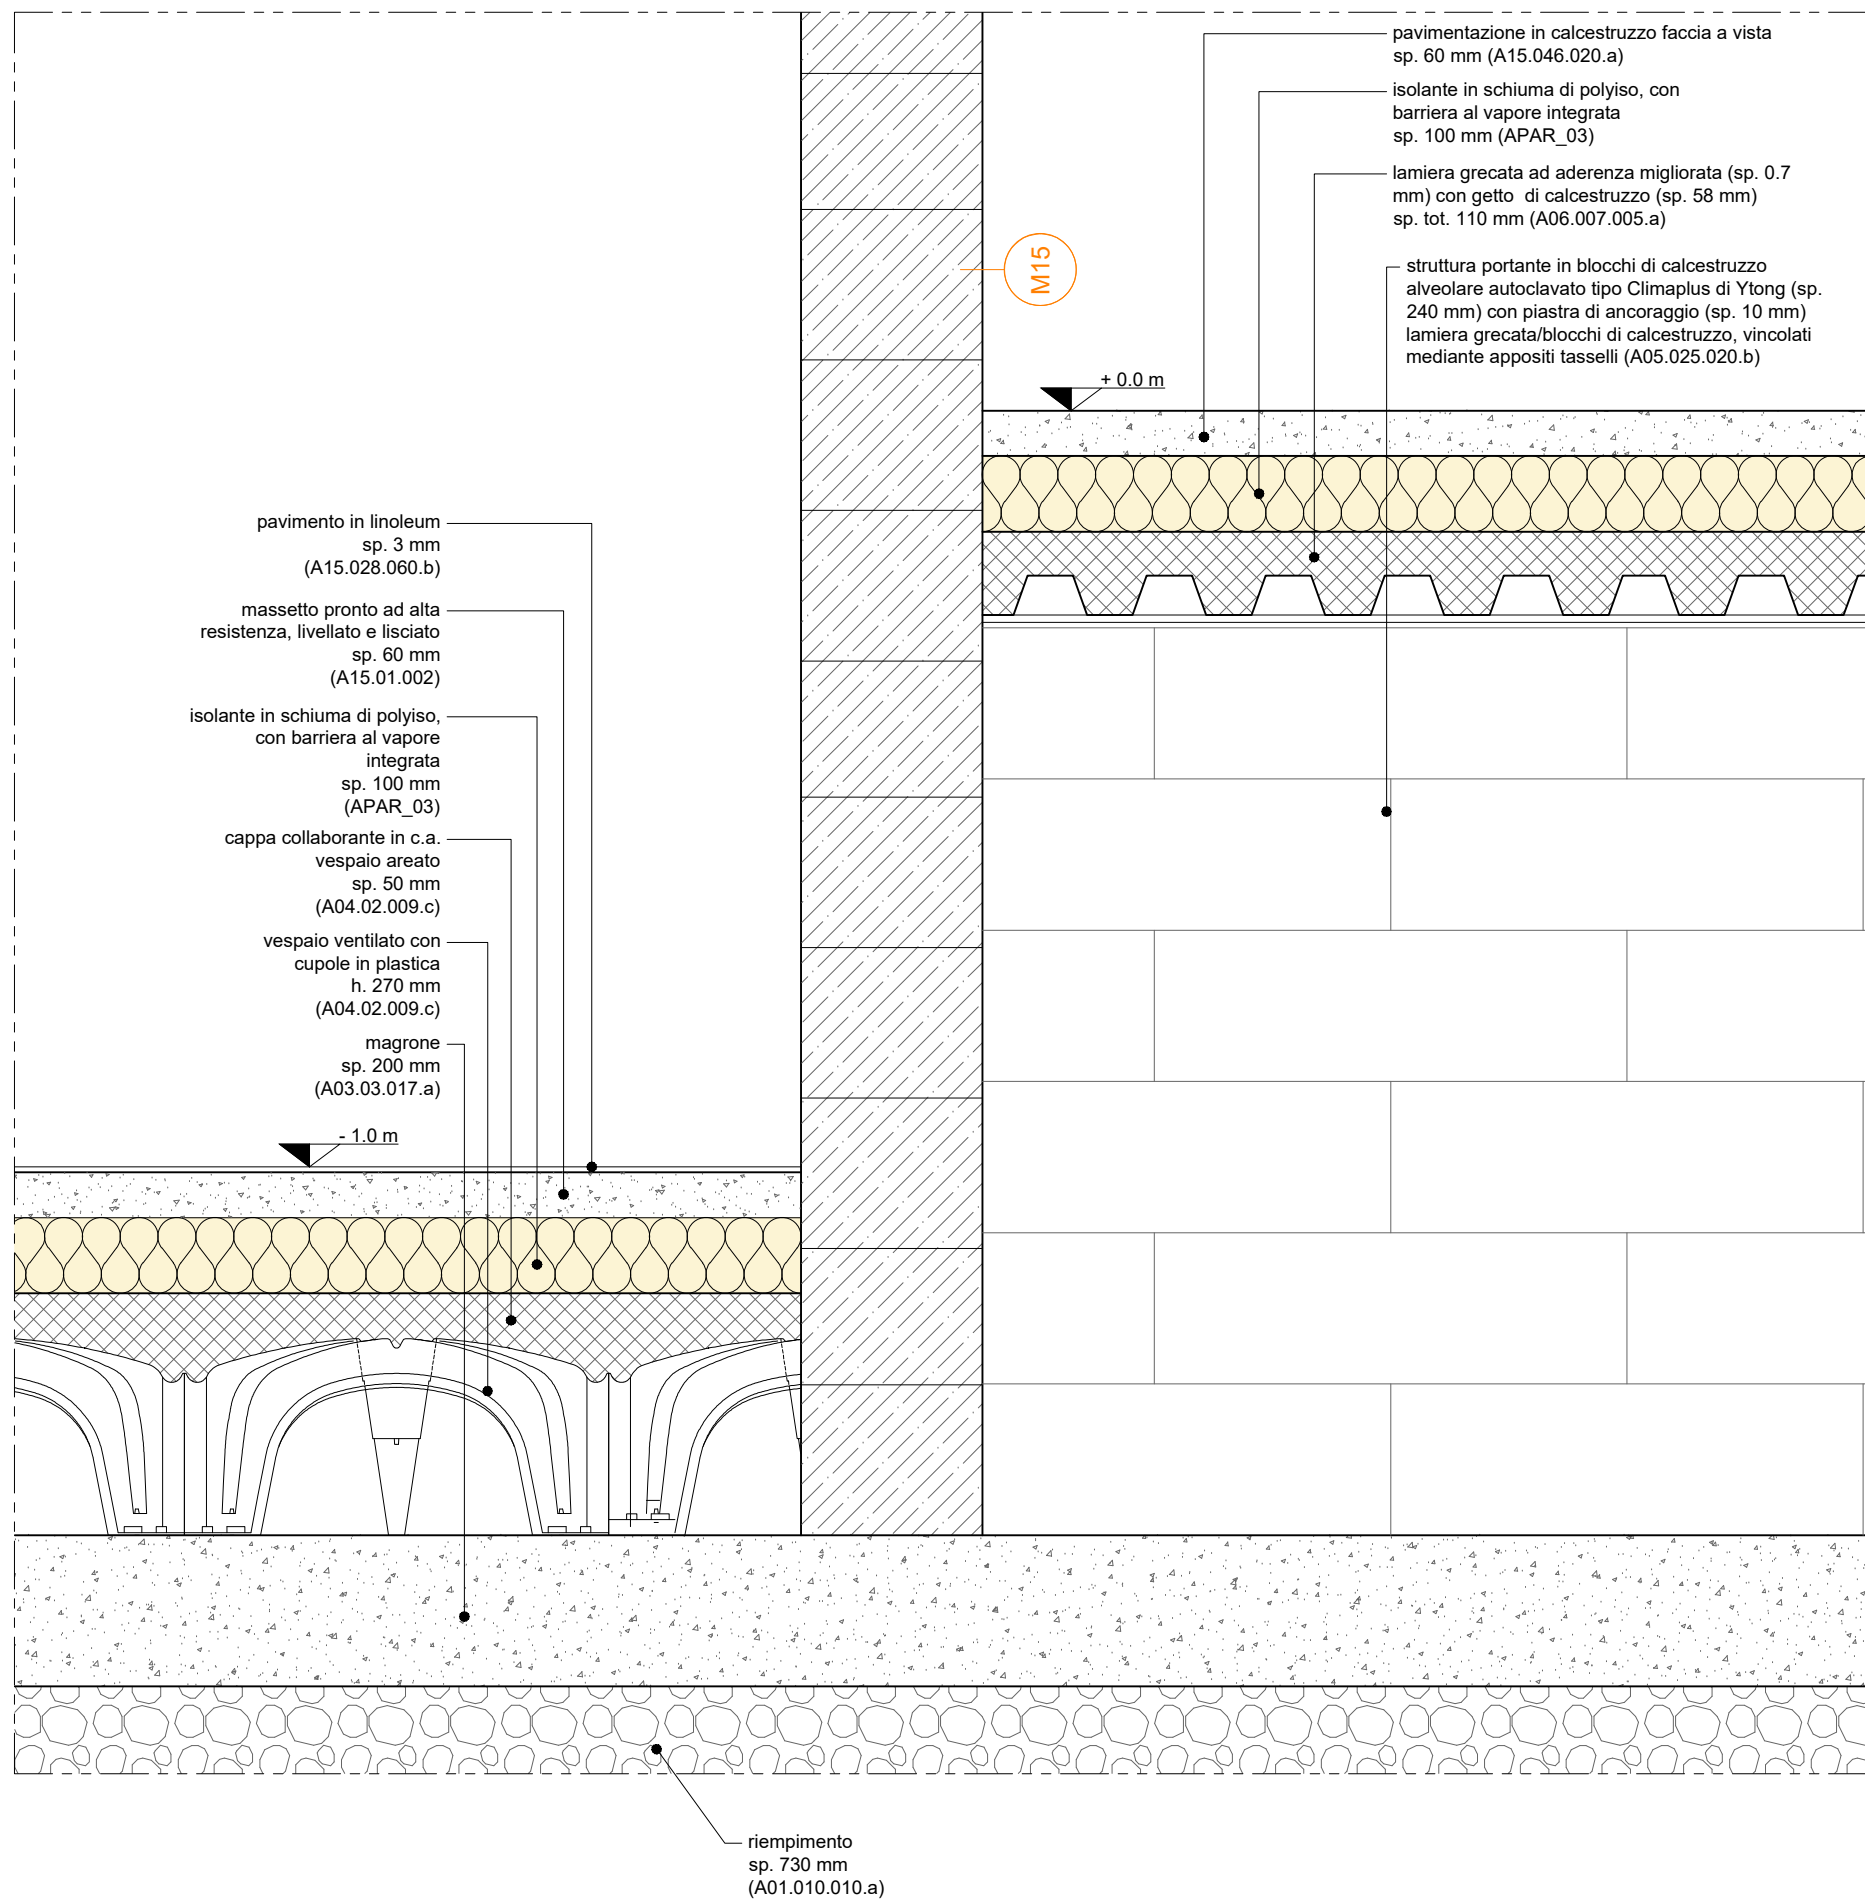 pavimentazione in calcestruzzo faccia a vista
sp. 60 mm (A15.046.020.a)
isolante in schiuma di polyiso, con
barriera al vapore integrata
sp. 100 mm (APAR_03)
lamiera grecata ad aderenza migliorata (sp. 0.7
mm) con getto di calcestruzzo (sp. 58 mm)
sp. tot. 110 mm (A06.007.005.a)
M15
struttura portante in blocchi di calcestruzzo
alveolare autoclavato tipo Climaplus di Ytong (sp.
240 mm) con piastra di ancoraggio (sp. 10 mm)
lamiera grecata/blocchi di calcestruzzo, vincolati
mediante appositi tasselli (A05.025.020.b)
+ 0.0 m
pavimento in linoleum
sp. 3 mm
(A15.028.060.b)
massetto pronto ad alta
resistenza, livellato e lisciato
sp. 60 mm
(A15.01.002)
isolante in schiuma di polyiso,
con barriera al vapore
integrata
sp. 100 mm
(APAR_03)
cappa collaborante in c.a.
vespaio areato
sp. 50 mm
(A04.02.009.c)
vespaio ventilato con
cupole in plastica
h. 270 mm
(A04.02.009.c)
magrone
sp. 200 mm
(A03.03.017.a)
- 1.0 m
riempimento
sp. 730 mm
(A01.010.010.a)